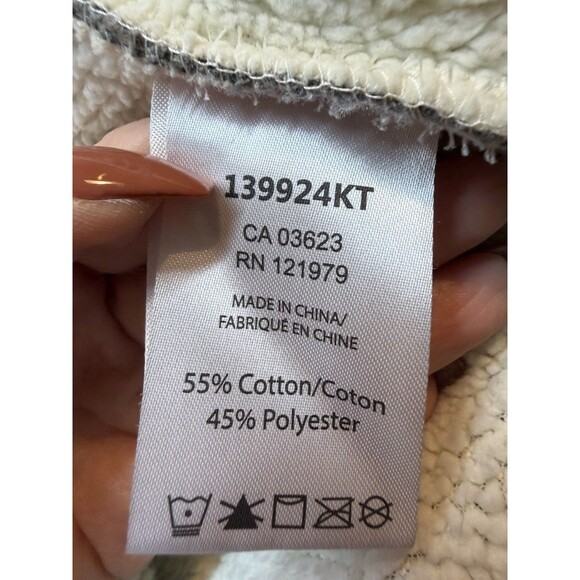 139924KT
CA 03623
RN 121979
MADE IN CHINA/
FABRIQUÉ EN CHINE
55% Cotton/Coton
45% Polyester